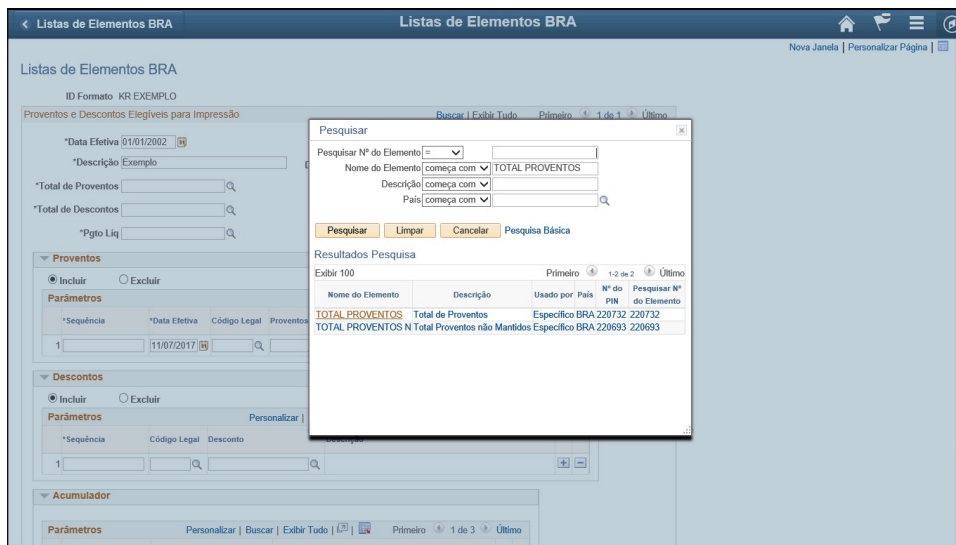 Listas de Elementos BRA
Listas de Elementos BRA
Nova Janela | Personalizar Página |
Listas de Elementos BRA
ID Formato KR EXEMPLO
Proventos e Descontos Elegíveis para Impressão Buscar | Exibir Tudo Primeiro 1 de 1 Último
*Data Efetiva 01/01/2002
*Descrição Exemplo
*Total de Proventos
*Total de Descontos
*Pgto Liq
Proventos
Incluir Excluir
Parâmetros
*Sequência *Data Efetiva Código Legal Proventos
1 11/07/2017
Descontos
Incluir Excluir
Parâmetros Personalizar |
*Sequência Código Legal Desconto Descrição
1
Acumulador
Parâmetros Personalizar | Buscar | Exibir Tudo | | Primeiro 1 de 3 Último
Pesquisar
Pesquisar Nº do Elemento =
Nome do Elemento começa com TOTAL PROVENTOS
Descrição começa com
País começa com
Pesquisar Limpar Cancelar Pesquisa Básica
Resultados Pesquisa
Exibir 100 Primeiro 1-2 de 2 Último
Nome do Elemento Descrição Usado por País Nº do PIN Pesquisar Nº do Elemento
TOTAL PROVENTOS Total de Proventos Específico BRA 220732 220732
TOTAL PROVENTOS N Total Proventos não Mantidos Específico BRA 220693 220693